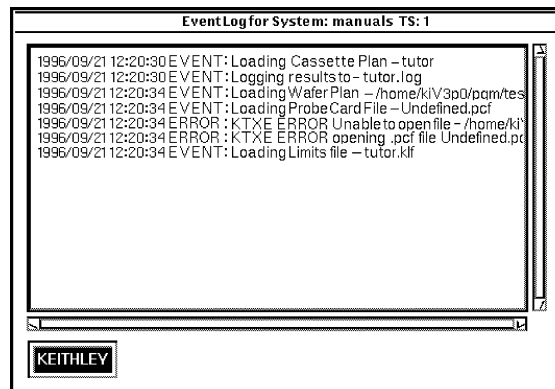 Event Log for System: manuals TS: 1
1996/09/21 12:20:30 EVENT: Loading Cassette Plan – tutor
1996/09/21 12:20:30 EVENT: Logging results to – tutor.log
1996/09/21 12:20:34 EVENT: Loading Wafer Plan – /home/kiV3p0/pqm/tes
1996/09/21 12:20:34 EVENT: Loading Probe Card File – Undefined.pcf
1996/09/21 12:20:34 ERROR: KTXE ERROR Unable to open file – /home/ki
1996/09/21 12:20:34 ERROR: KTXE ERROR opening .pcf file Undefined.pc
1996/09/21 12:20:34 EVENT: Loading Limits file – tutor.klf
KEITHLEY